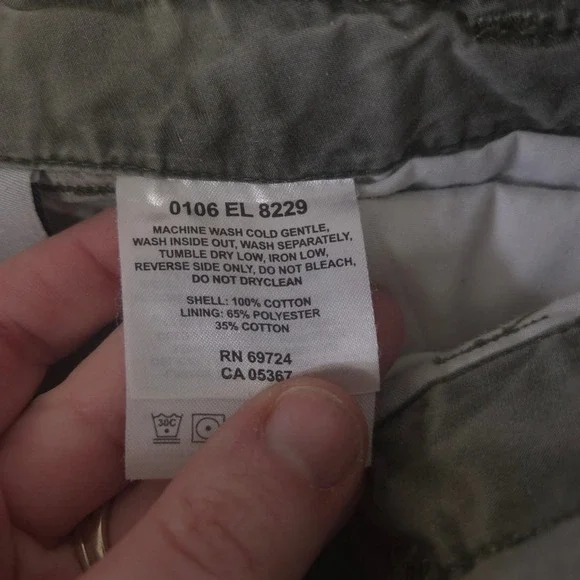 0106 EL 8229
MACHINE WASH COLD GENTLE,
WASH INSIDE OUT, WASH SEPARATELY,
TUMBLE DRY LOW, IRON LOW,
REVERSE SIDE ONLY, DO NOT BLEACH,
DO NOT DRYCLEAN
SHELL: 100% COTTON
LINING: 65% POLYESTER
35% COTTON
RN 69724
CA 05367
30C